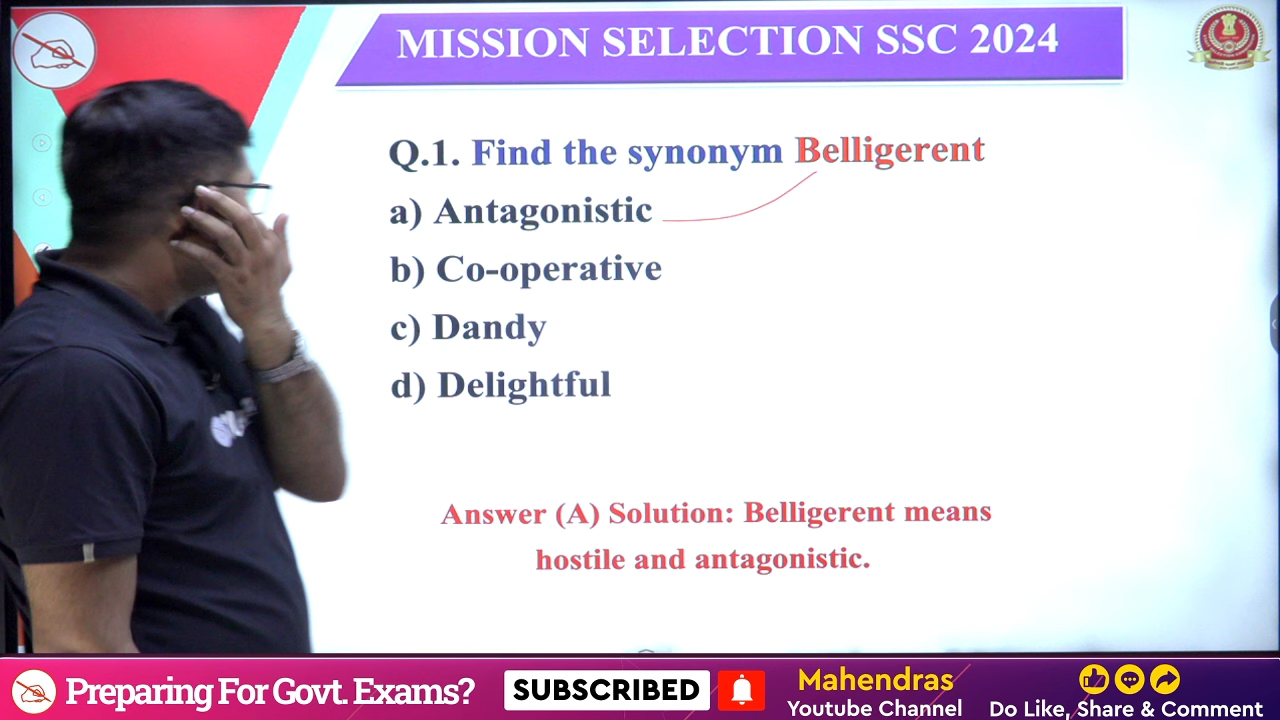 MISSION SELECTION SSC 2024
Q.1. Find the synonym Belligerent
a) Antagonistic
b) Co-operative
c) Dandy
d) Delightful
Answer (A) Solution: Belligerent means
hostile and antagonistic.
Preparing For Govt. Exams?
SUBSCRIBED
Mahendras
Youtube Channel
Do Like, Share & Comment